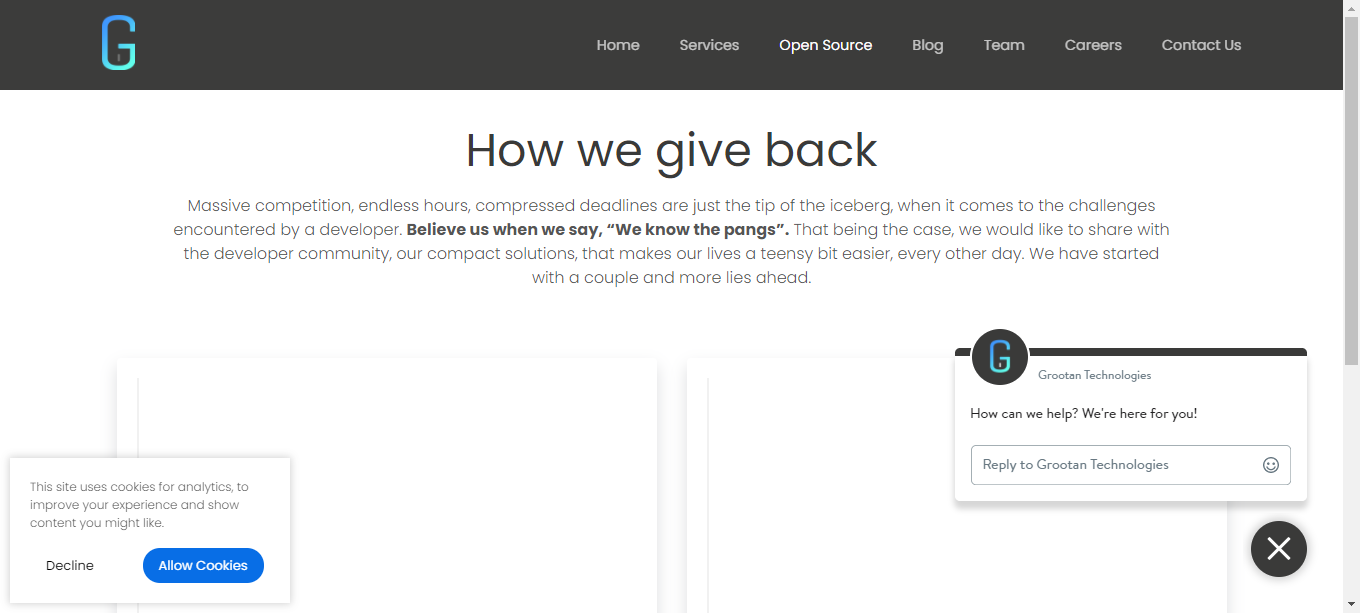 Home Services Open Source Blog Team Careers Contact Us
How we give back
Massive competition, endless hours, compressed deadlines are just the tip of the iceberg, when it comes to the challenges
encountered by a developer. Believe us when we say, “We know the pangs”. That being the case, we would like to share with
the developer community, our compact solutions, that makes our lives a teensy bit easier, every other day. We have started
with a couple and more lies ahead.
Grootan Technologies
How can we help? We're here for you!
Reply to Grootan Technologies
This site uses cookies for analytics, to
improve your experience and show
content you might like.
Decline Allow Cookies